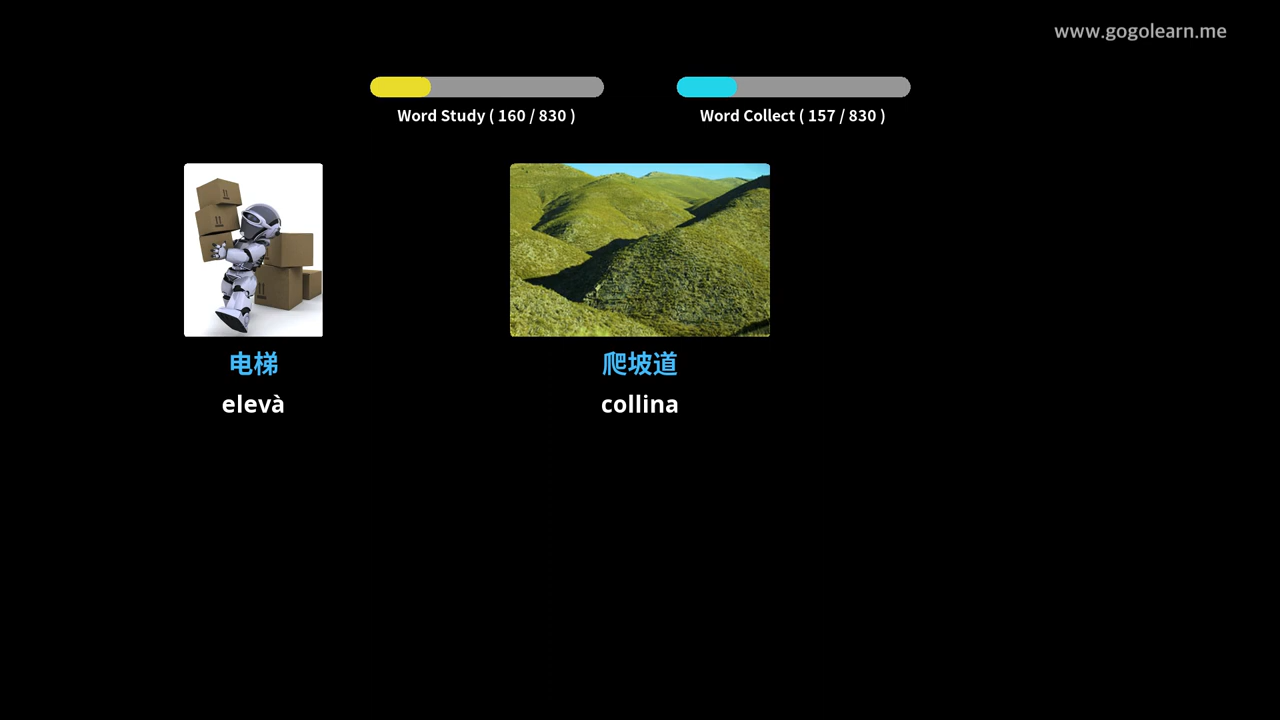 www.gogolearn.me
Word Study ( 160 / 830 )
Word Collect ( 157 / 830 )
电梯
elevà
爬坡道
collina